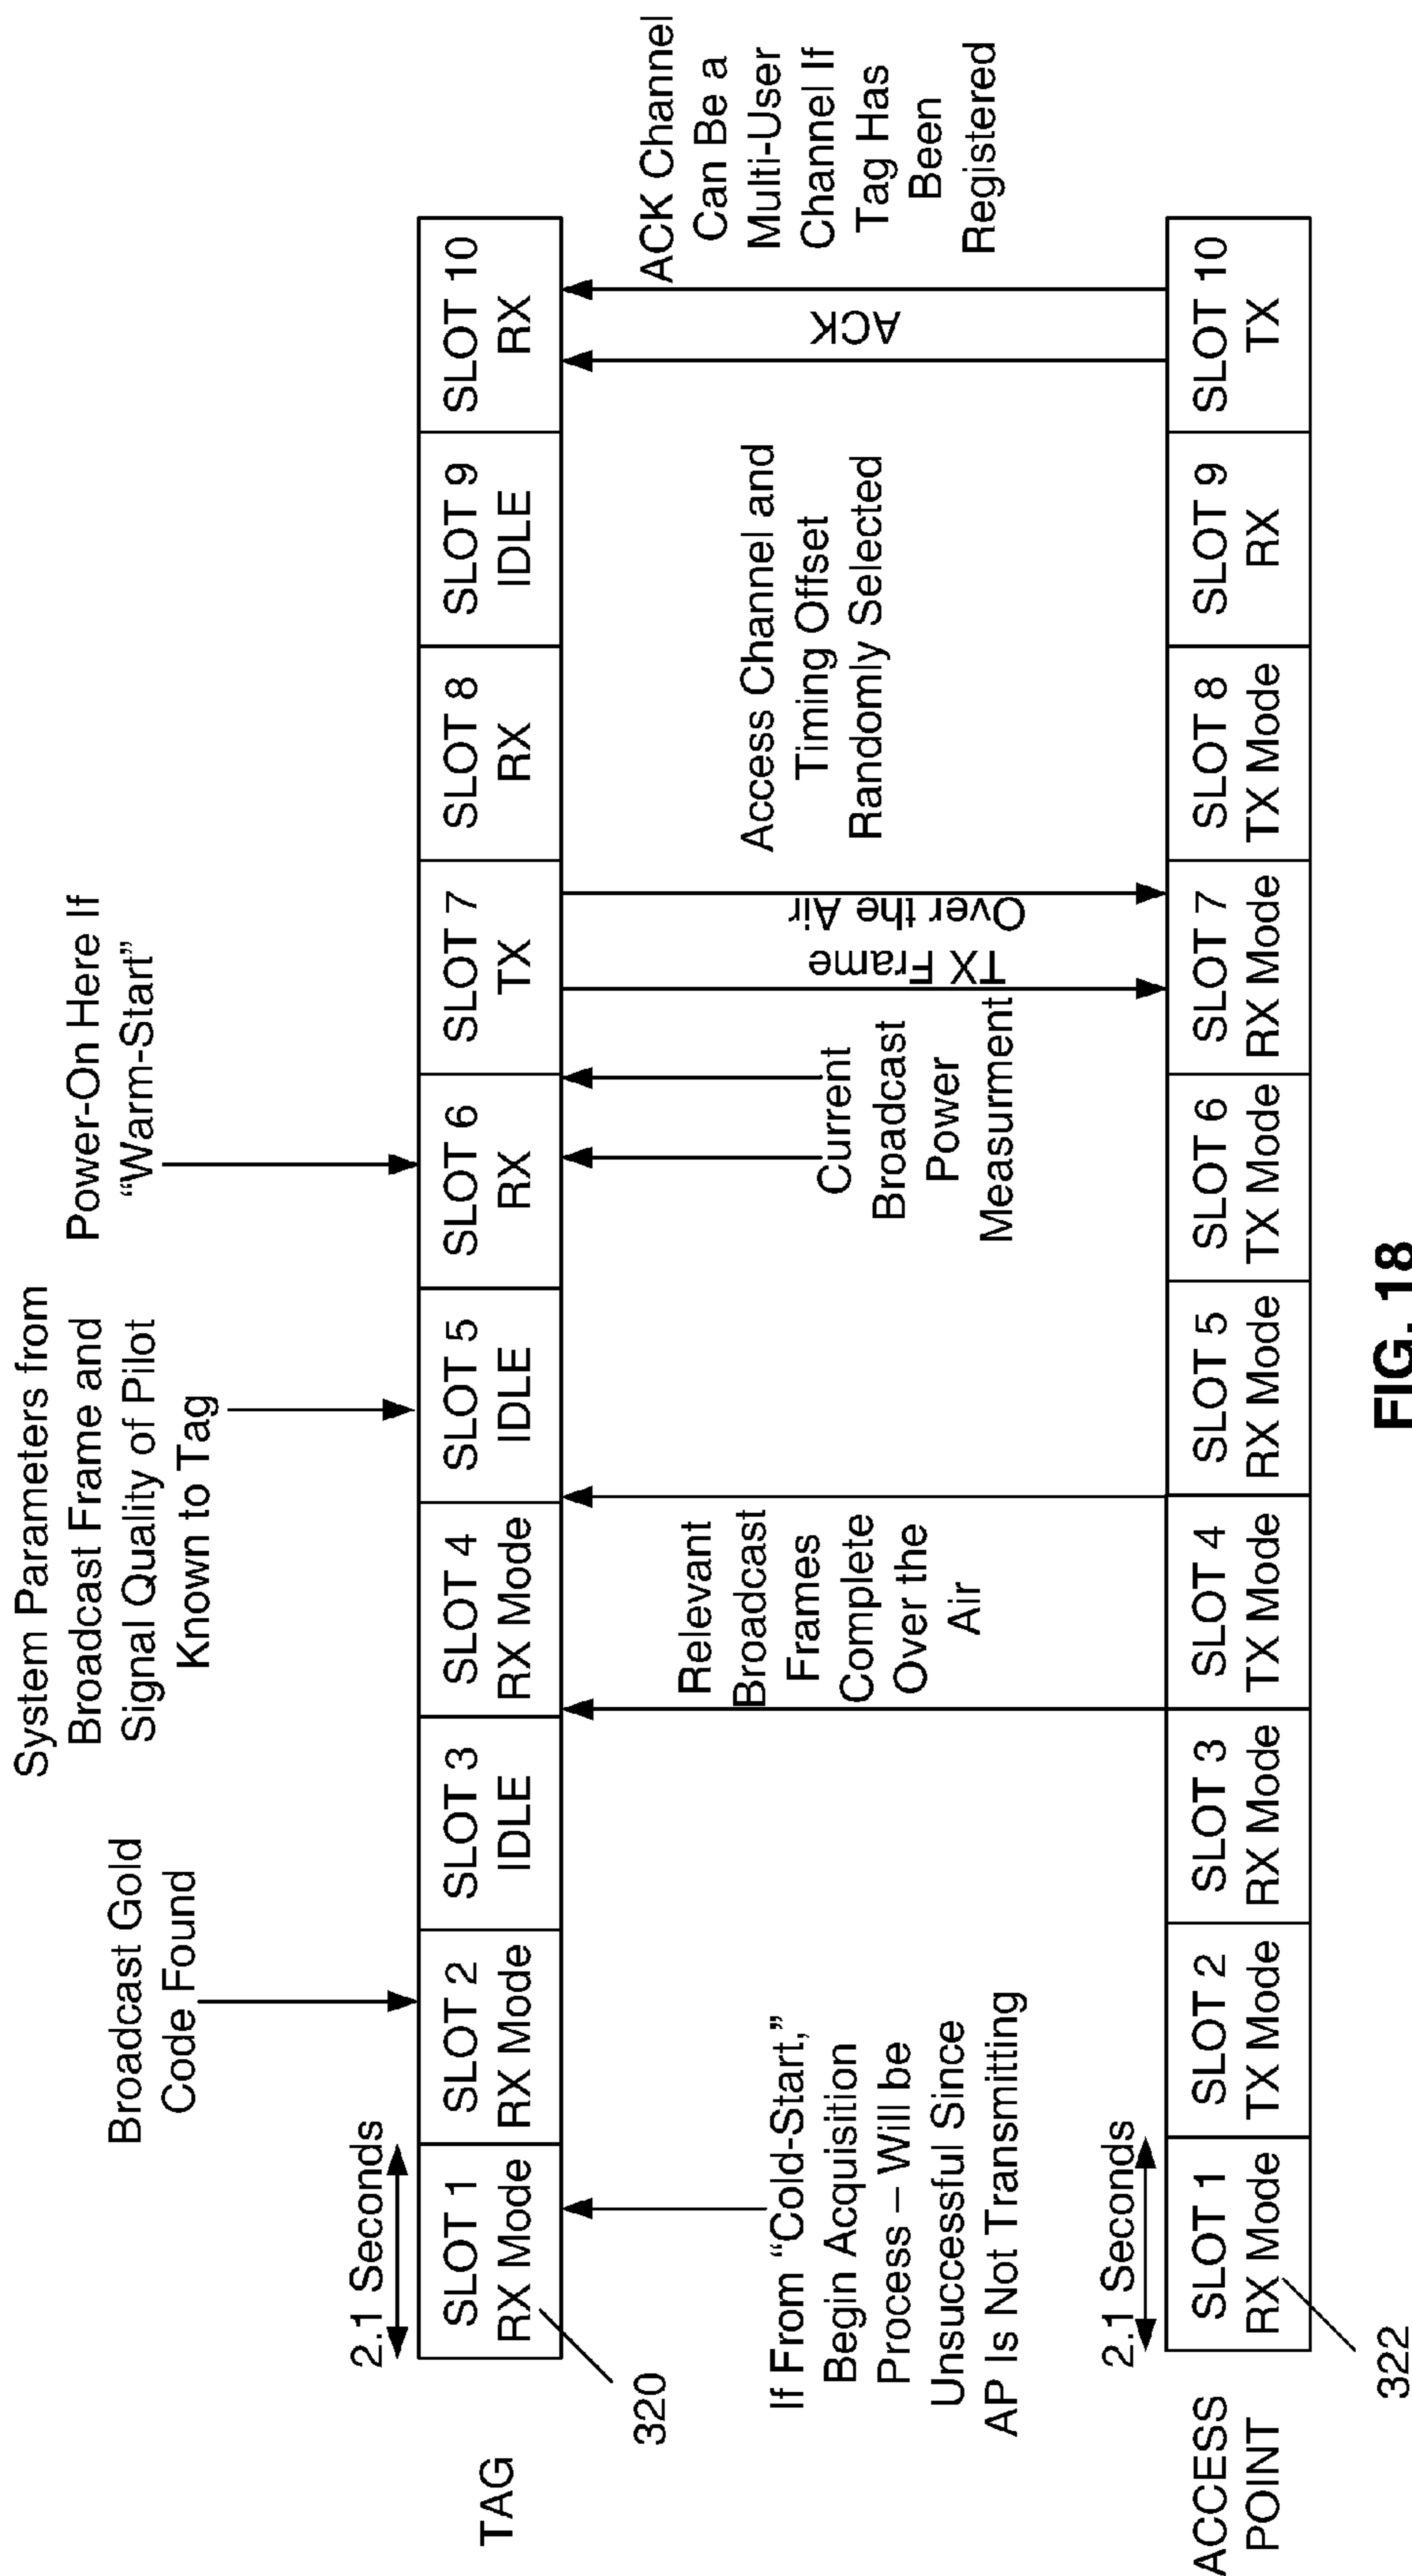 System Parameters from
Broadcast Frame and
Signal Quality of Pilot
Known to Tag
Broadcast Gold
Code Found
Power-On Here If
“Warm-Start”
2.1 Seconds
TAG
SLOT 1
RX Mode
SLOT 2
RX Mode
SLOT 3
IDLE
SLOT 4
RX Mode
SLOT 5
IDLE
SLOT 6
RX
SLOT 7
TX
SLOT 8
RX
SLOT 9
IDLE
SLOT 10
RX
320
If From “Cold-Start,”
Begin Acquisition
Process – Will be
Unsuccessful Since
AP Is Not Transmitting
Relevant
Broadcast
Frames
Complete
Over the
Air
Current
Broadcast
Power
Measurment
TX Frame
Over the Air
Access Channel and
Timing Offset
Randomly Selected
ACK
ACK Channel
Can Be a
Multi-User
Channel If
Tag Has
Been
Registered
2.1 Seconds
ACCESS
POINT
SLOT 1
RX Mode
SLOT 2
TX Mode
SLOT 3
RX Mode
SLOT 4
TX Mode
SLOT 5
RX Mode
SLOT 6
TX Mode
SLOT 7
RX Mode
SLOT 8
TX Mode
SLOT 9
RX
SLOT 10
TX
322
FIG. 18